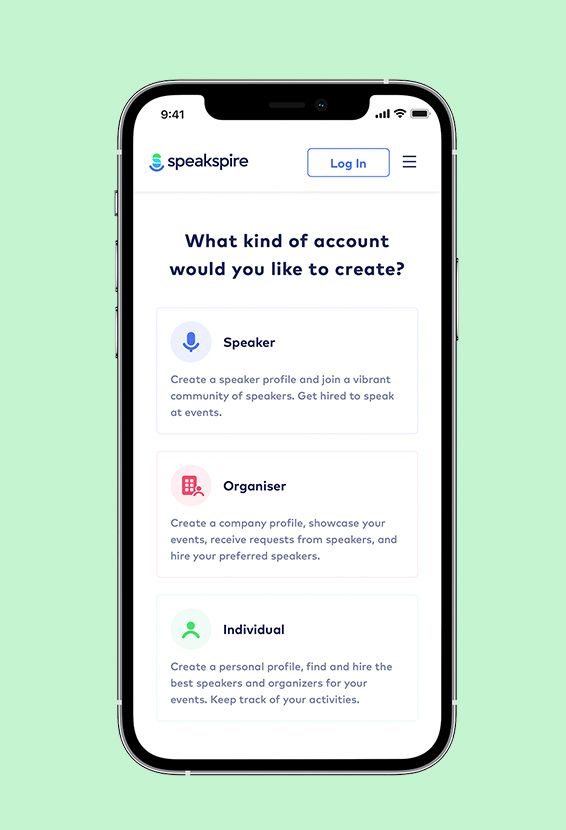 9:41
speakspire
Log In
What kind of account
would you like to create?
Speaker
Create a speaker profile and join a vibrant
community of speakers. Get hired to speak
at events.
Organiser
Create a company profile, showcase your
events, receive requests from speakers, and
hire your preferred speakers.
Individual
Create a personal profile, find and hire the
best speakers and organizers for your
events. Keep track of your activities.